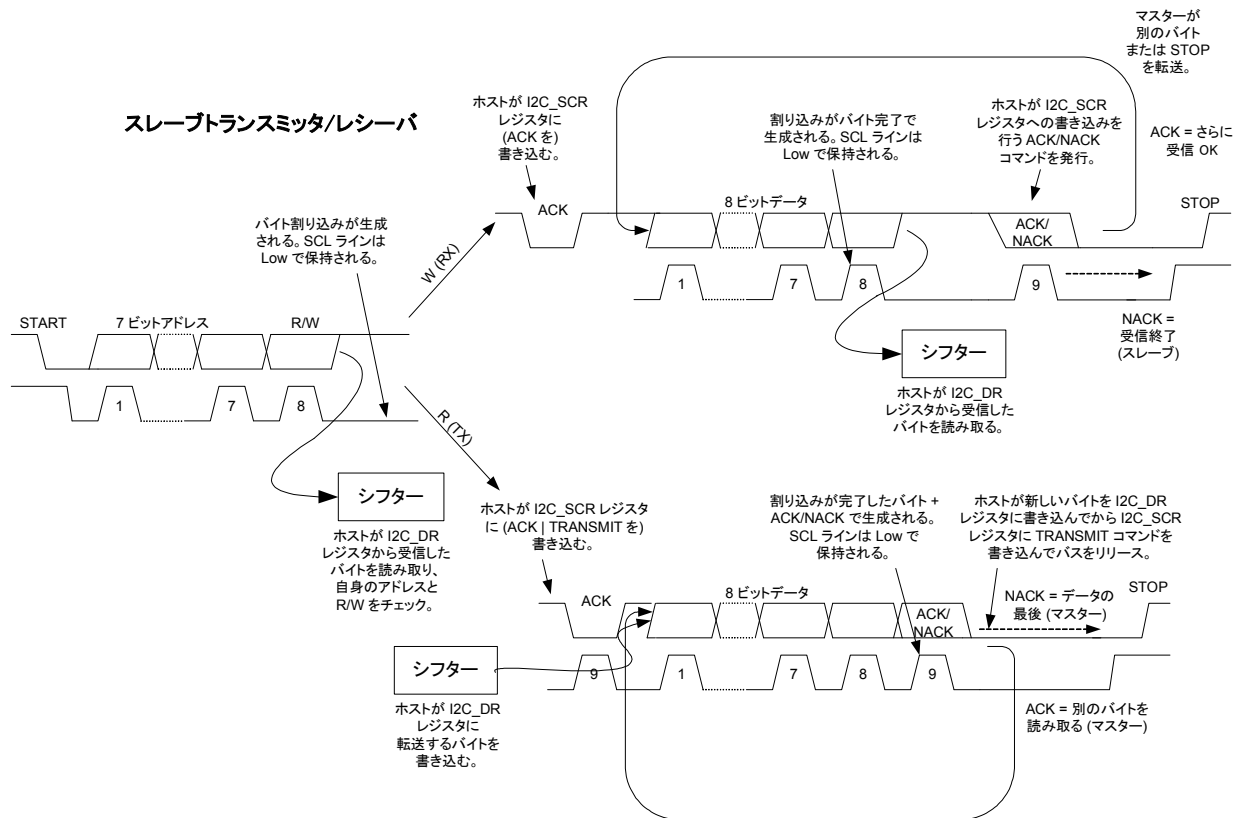 マスターが
別のバイト
または STOP
を転送。
スレーブトランスミッタ/レシーバ
ホストが I2C_SCR
レジスタに
(ACK を)
書き込む。
割り込みがバイト完了で
生成される。SCL ラインは
Low で保持される。
ホストが I2C_SCR
レジスタへの書き込みを
行う ACK/NACK
コマンドを発行。
ACK = さらに
受信 OK
ACK
8 ビットデータ
ACK/
NACK
STOP
1
7
8
9
NACK =
受信終了
(スレーブ)
シフター
ホストが I2C_DR
レジスタから受信した
バイトを読み取る。
バイト割り込みが生成
される。SCL ラインは
Low で保持される。
W (RX)
START
7 ビットアドレス
R/W
1
7
8
R (TX)
シフター
ホストが I2C_DR
レジスタから受信した
バイトを読み取り、
自身のアドレスと
R/W をチェック。
ホストが I2C_SCR レジスタ
に (ACK | TRANSMIT を)
書き込む。
割り込みが完了したバイト +
ACK/NACK で生成される。
SCL ラインは Low で
保持される。
ホストが新しいバイトを I2C_DR
レジスタに書き込んでから I2C_SCR
レジスタに TRANSMIT コマンドを
書き込んでバスをリリース。
ACK
8 ビットデータ
ACK/
NACK
NACK = データの
最後 (マスター)
STOP
シフター
9
1
7
8
9
ホストが I2C_DR
レジスタに
転送するバイトを
書き込む。
ACK = 別のバイトを
読み取る (マスター)